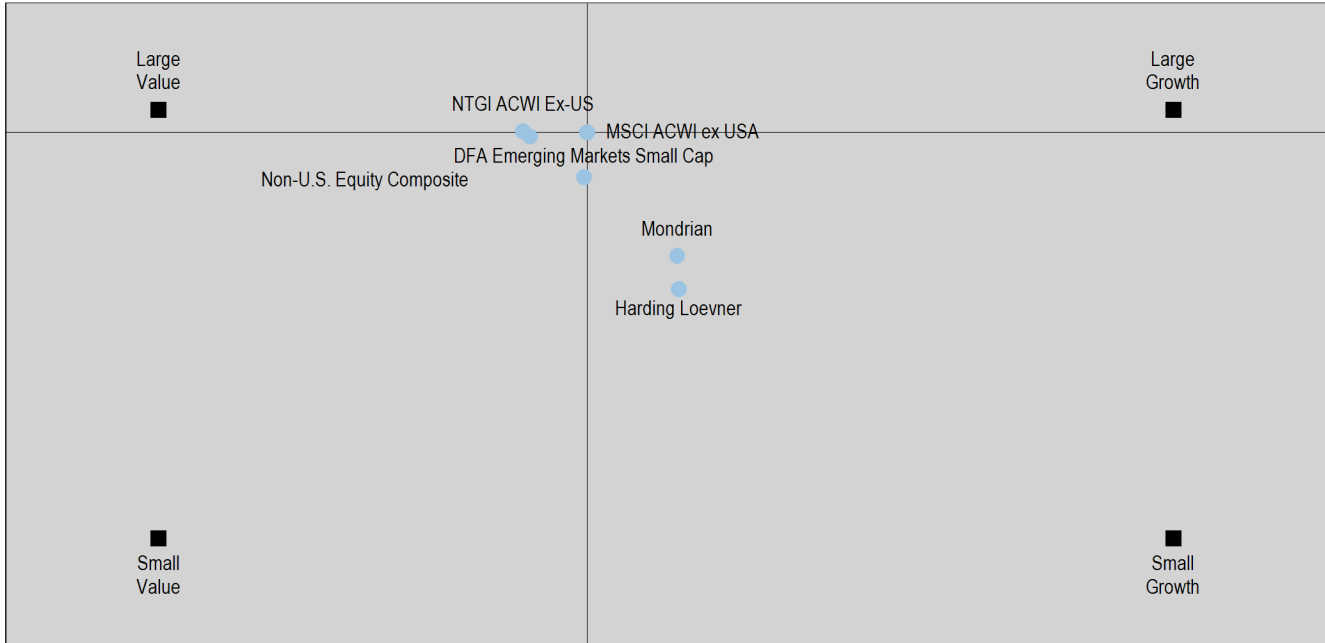 Large
Value
Large
Growth
NTGI ACWI Ex-US
MSCI ACWI ex USA
DFA Emerging Markets Small Cap
Non-U.S. Equity Composite
Mondrian
Harding Loevner
Small
Value
Small
Growth